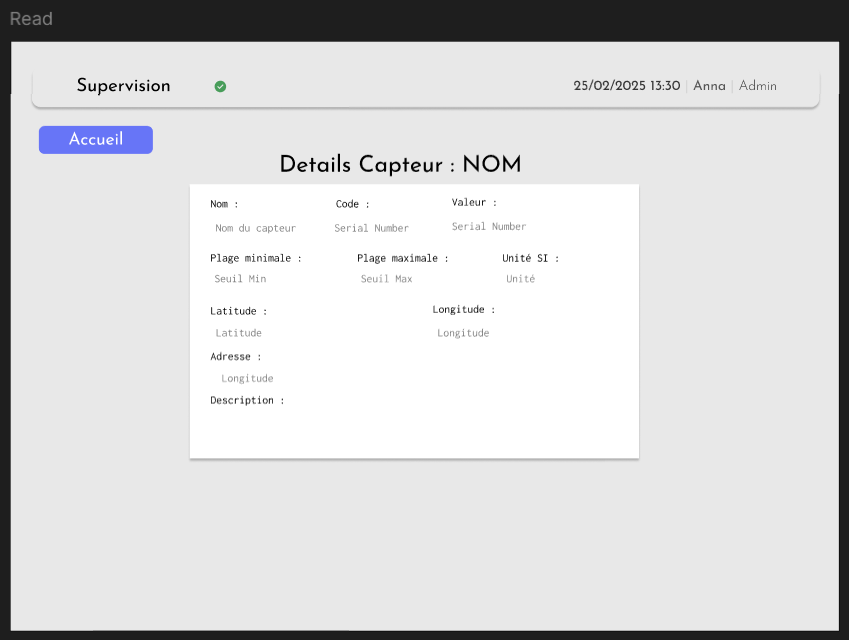 Read
Supervision 25/02/2025 13:30 | Anna | Admin
Accueil
Details Capteur : NOM
Nom : Code : Valeur :
Nom du capteur Serial Number Serial Number
Plage minimale : Plage maximale : Unité SI :
Seuil Min Seuil Max Unité
Latitude : Longitude :
Latitude Longitude
Adresse :
Longitude
Description :